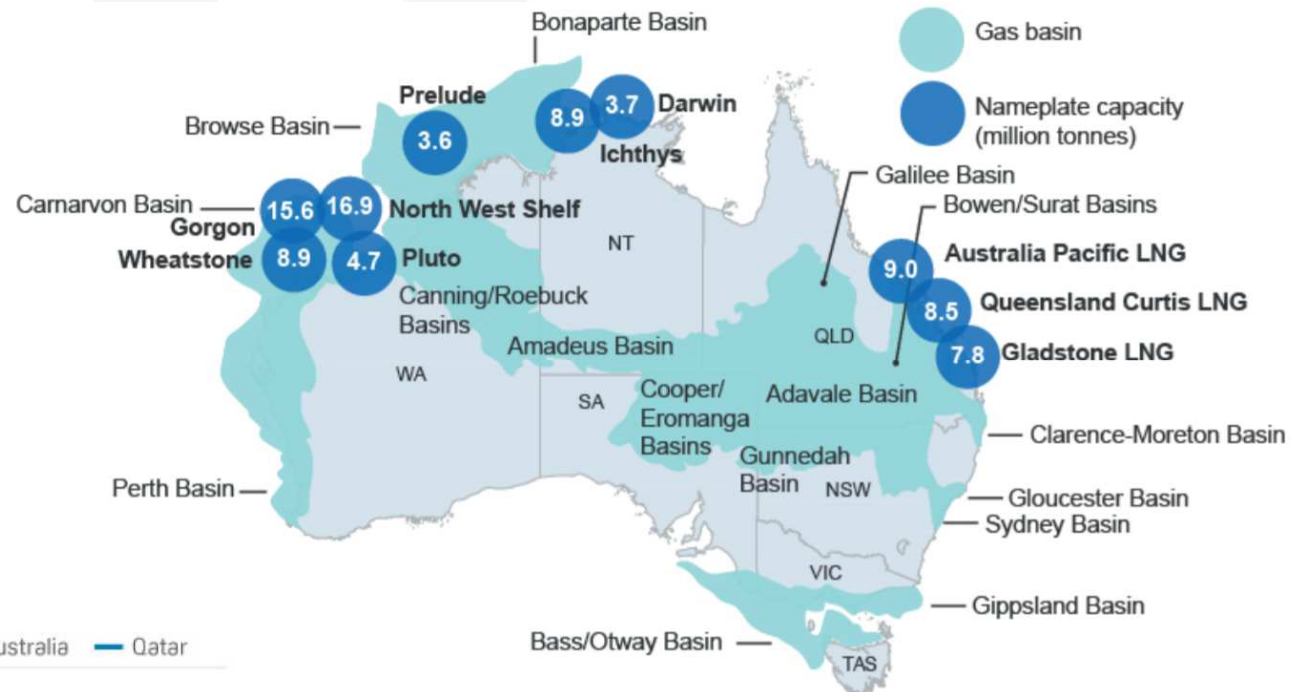 Bonaparte Basin
Gas basin
Prelude
3.6
8.9
3.7
Darwin
Nameplate capacity
(million tonnes)
Browse Basin
Ichthys
Galilee Basin
Carnarvon Basin
15.6
16.9
North West Shelf
Bowen/Surat Basins
Gorgon
NT
Wheatstone
8.9
4.7
Pluto
9.0
Australia Pacific LNG
Canning/Roebuck
Basins
8.5
Queensland Curtis LNG
QLD
Amadeus Basin
7.8
Gladstone LNG
WA
SA
Cooper/
Eromanga
Basins
Adavale Basin
Clarence-Moreton Basin
Gunnedah
Basin
NSW
Perth Basin
Gloucester Basin
Sydney Basin
VIC
Gippsland Basin
Bass/Otway Basin
TAS
ustralia
Qatar